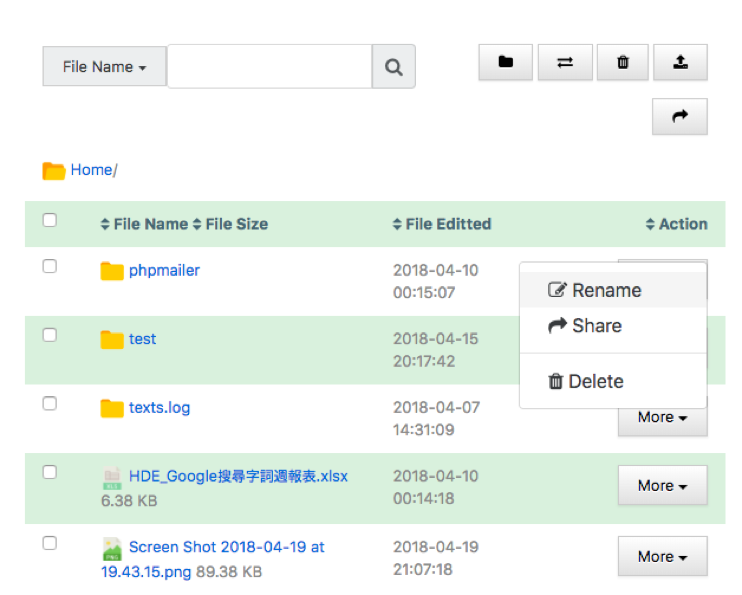 File Name
Home/
File Name File Size File Editted Action
phpmailer 2018-04-10
00:15:07
Rename
Share
test 2018-04-15
20:17:42
Delete
texts.log 2018-04-07
14:31:09
More
HDE_Google搜尋字詞週報表.xlsx 2018-04-10
6.38 KB 00:14:18
More
Screen Shot 2018-04-19 at 2018-04-19
19.43.15.png 89.38 KB 21:07:18
More